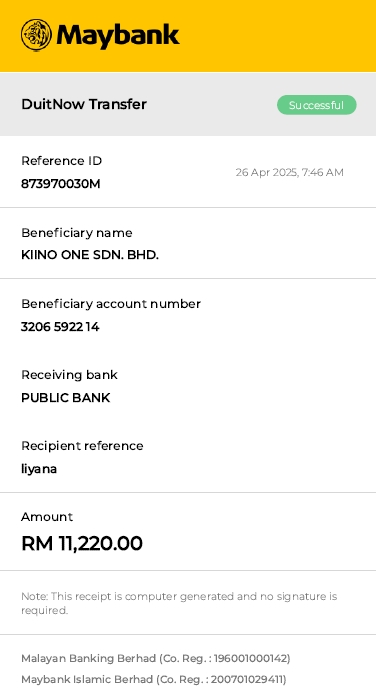 Maybank
DuitNow Transfer
Successful
Reference ID
873970030M
26 Apr 2025, 7:46 AM
Beneficiary name
KIINO ONE SDN. BHD.
Beneficiary account number
3206 5922 14
Receiving bank
PUBLIC BANK
Recipient reference
liyana
Amount
RM 11,220.00
Note: This receipt is computer generated and no signature is
required.
Malayan Banking Berhad (Co. Reg. : 196001000142)
Maybank Islamic Berhad (Co. Reg. : 200701029411)